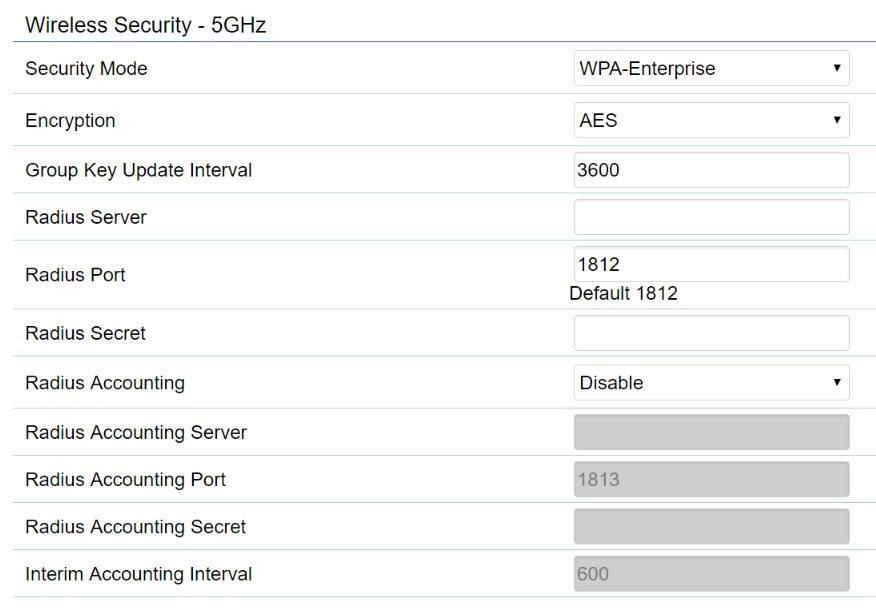 Wireless Security - 5GHz
Security Mode WPA-Enterprise
Encryption AES
Group Key Update Interval 3600
Radius Server
Radius Port 1812
Default 1812
Radius Secret
Radius Accounting Disable
Radius Accounting Server
Radius Accounting Port 1813
Radius Accounting Secret
Interim Accounting Interval 600